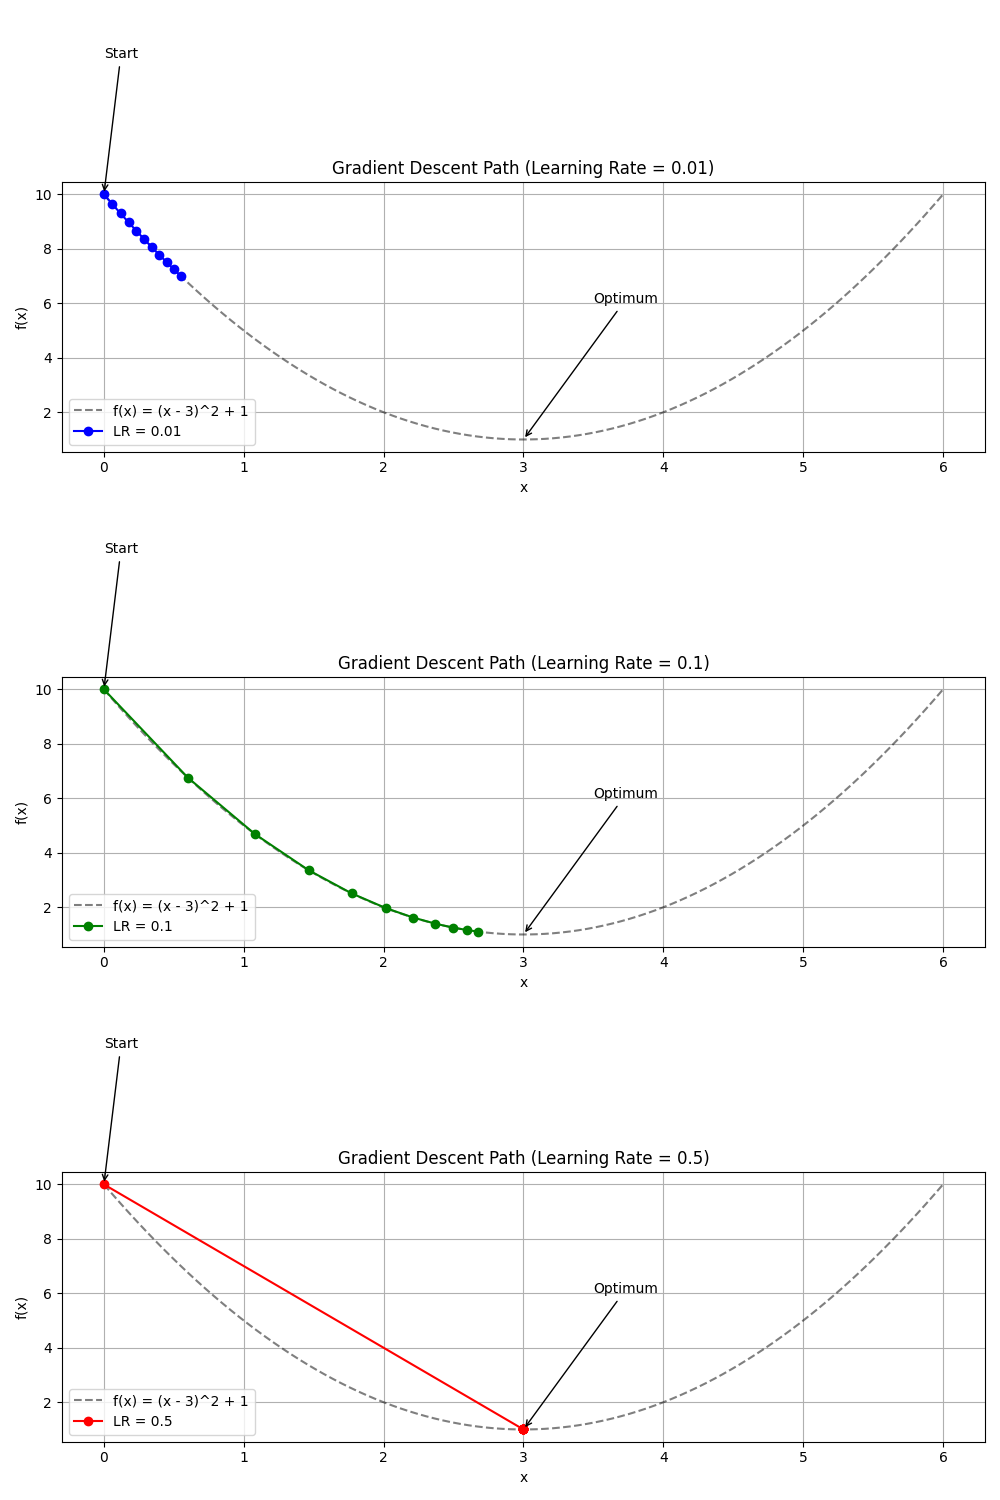 Start
Gradient Descent Path (Learning Rate = 0.01)
10
8
6
4
2
f(x)
Optimum
f(x) = (x - 3)^2 + 1
LR = 0.01
0 1 2 3 4 5 6
x
Start
Gradient Descent Path (Learning Rate = 0.1)
10
8
6
4
2
f(x)
Optimum
f(x) = (x - 3)^2 + 1
LR = 0.1
0 1 2 3 4 5 6
x
Start
Gradient Descent Path (Learning Rate = 0.5)
10
8
6
4
2
f(x)
Optimum
f(x) = (x - 3)^2 + 1
LR = 0.5
0 1 2 3 4 5 6
x